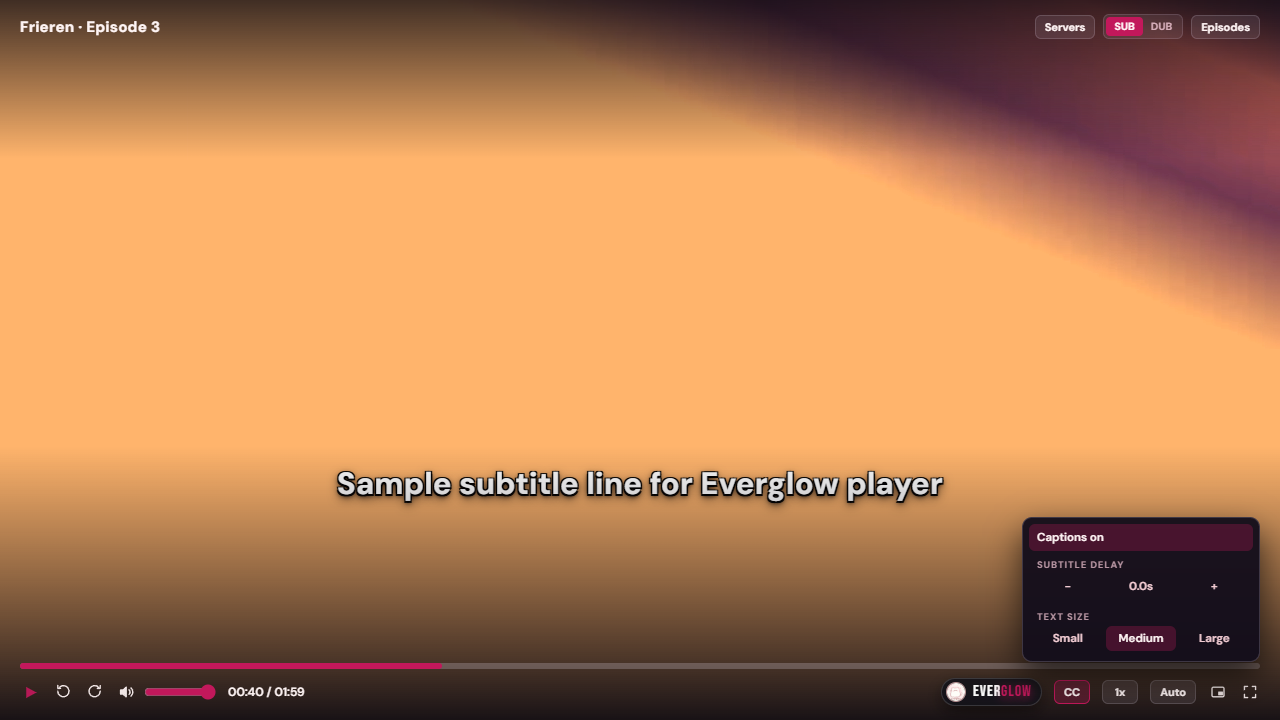 Frieren · Episode 3
Servers
SUB DUB
Episodes
Sample subtitle line for Everglow player
Captions on
SUBTITLE DELAY
− 0.0s +
TEXT SIZE
Small Medium Large
00:40 / 01:59
EVERGLOW
CC
1x
Auto